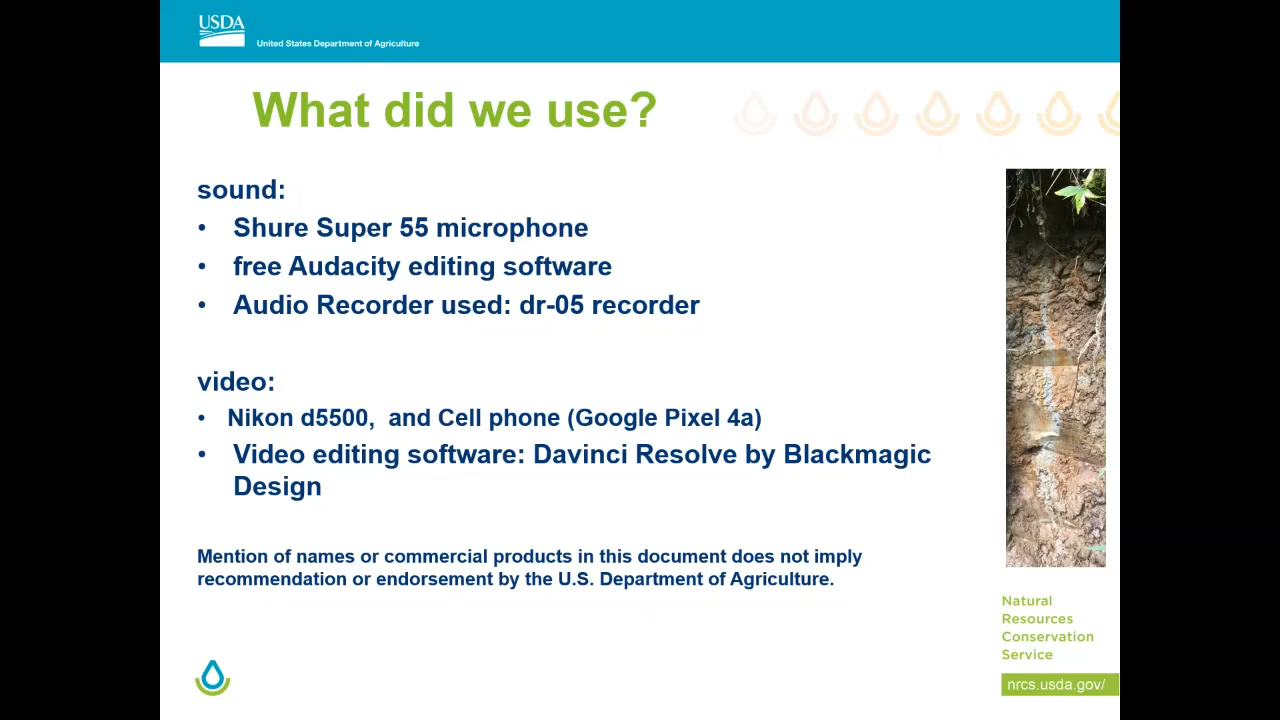 USDA
United States Department of Agriculture
What did we use?
sound:
• Shure Super 55 microphone
• free Audacity editing software
• Audio Recorder used: dr-05 recorder
video:
• Nikon d5500,  and Cell phone (Google Pixel 4a)
• Video editing software: Davinci Resolve by Blackmagic
Design
Mention of names or commercial products in this document does not imply
recommendation or endorsement by the U.S. Department of Agriculture.
Natural
Resources
Conservation
Service
nrcs.usda.gov/